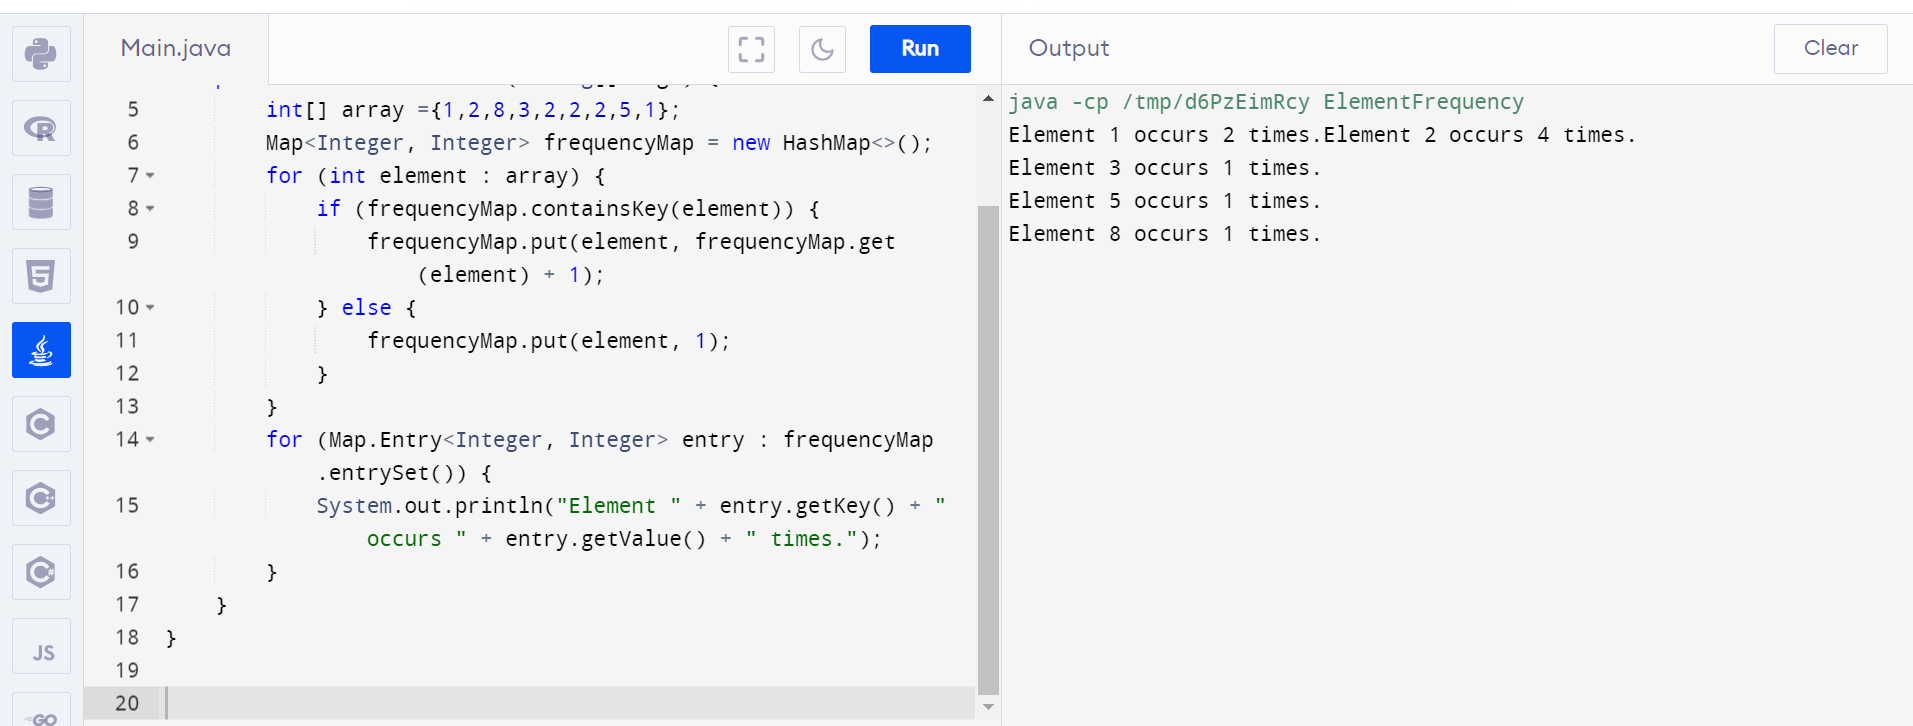 Main.java
Run
Output
Clear
5 int[] array ={1,2,8,3,2,2,2,5,1};
6 Map<Integer, Integer> frequencyMap = new HashMap<>();
7 for (int element : array) {
8 if (frequencyMap.containsKey(element)) {
9 frequencyMap.put(element, frequencyMap.get
(element) + 1);
10 } else {
11 frequencyMap.put(element, 1);
12 }
13 }
14 for (Map.Entry<Integer, Integer> entry : frequencyMap
.entrySet()) {
15 System.out.println("Element " + entry.getKey() + "
occurs " + entry.getValue() + " times.");
16 }
17 }
18 }
19
20
java -cp /tmp/d6PzEimRcy ElementFrequency
Element 1 occurs 2 times.Element 2 occurs 4 times.
Element 3 occurs 1 times.
Element 5 occurs 1 times.
Element 8 occurs 1 times.
R
5
C
C++
C#
JS
GO